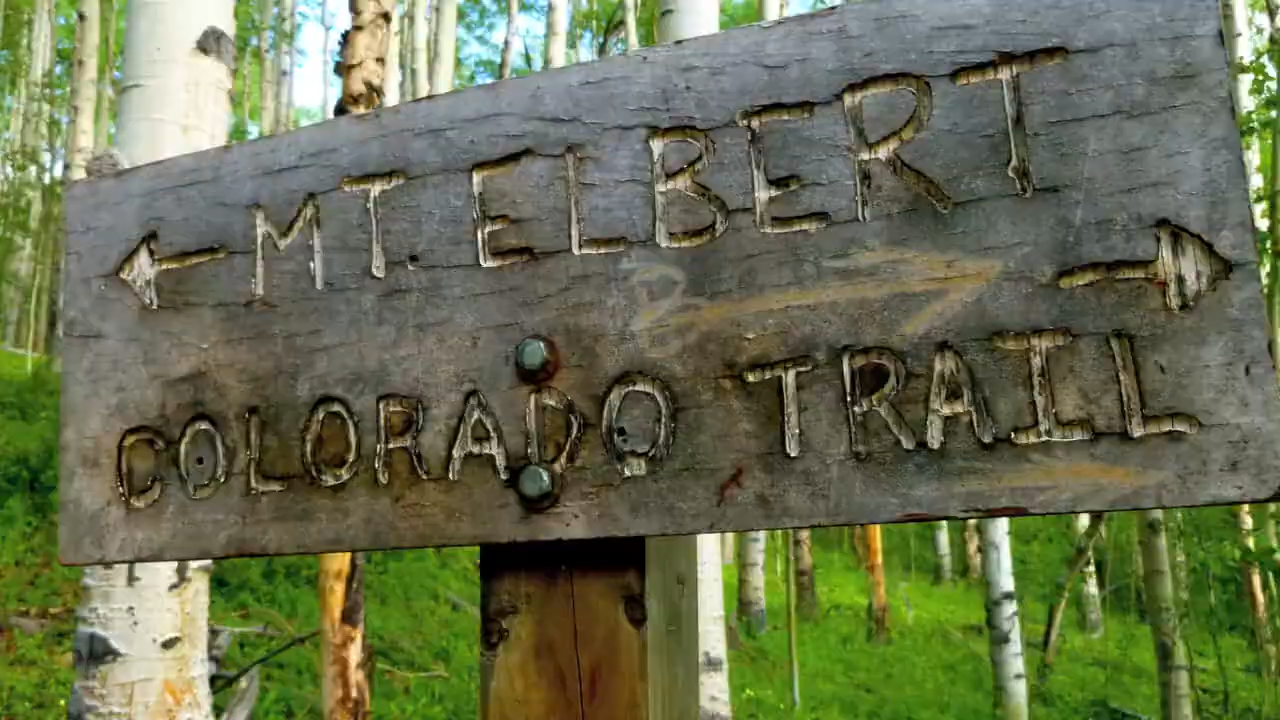 ← MT. ELBERT
COLORADO TRAIL →